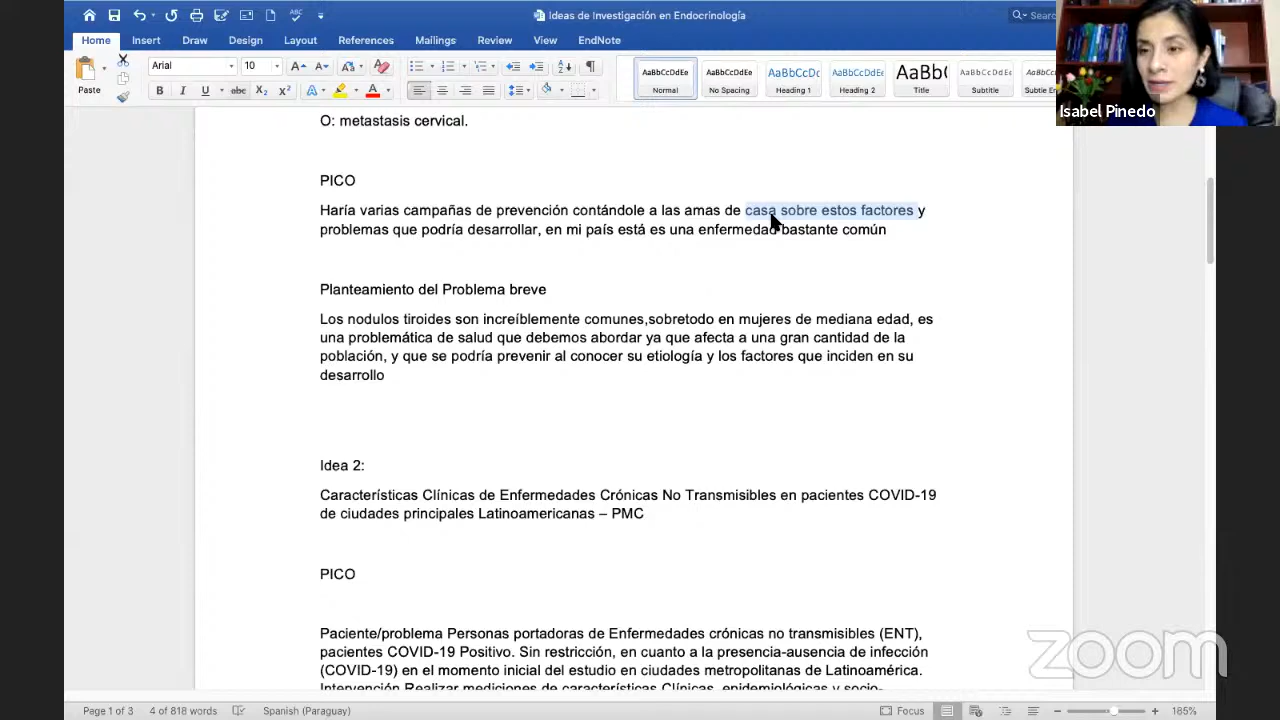 Ideas de Investigación en Endocrinología
Home Insert Draw Design Layout References Mailings Review View EndNote
Paste
Arial 10
AaBbCcDdEe AaBbCcDdEe AaBbCcDc AaBbCcDdEe AaBb( AaBbCcDdEe
Normal No Spacing Heading 1 Heading 2 Title Subtitle
Isabel Pinedo
O: metastasis cervical.
PICO
Haría varias campañas de prevención contándole a las amas de casa sobre estos factores y
problemas que podría desarrollar, en mi país está es una enfermedad bastante común
Planteamiento del Problema breve
Los nodulos tiroides son increíblemente comunes,sobretodo en mujeres de mediana edad, es
una problemática de salud que debemos abordar ya que afecta a una gran cantidad de la
población, y que se podría prevenir al conocer su etiología y los factores que inciden en su
desarrollo
Idea 2:
Características Clínicas de Enfermedades Crónicas No Transmisibles en pacientes COVID-19
de ciudades principales Latinoamericanas – PMC
PICO
Paciente/problema Personas portadoras de Enfermedades crónicas no transmisibles (ENT),
pacientes COVID-19 Positivo. Sin restricción, en cuanto a la presencia-ausencia de infección
(COVID-19) en el momento inicial del estudio en ciudades metropolitanas de Latinoamérica.
Intervención Realizar mediciones de características Clínicas, epidemiológicas y socio-
zoom
Page 1 of 3 4 of 818 words Spanish (Paraguay) Focus 185%